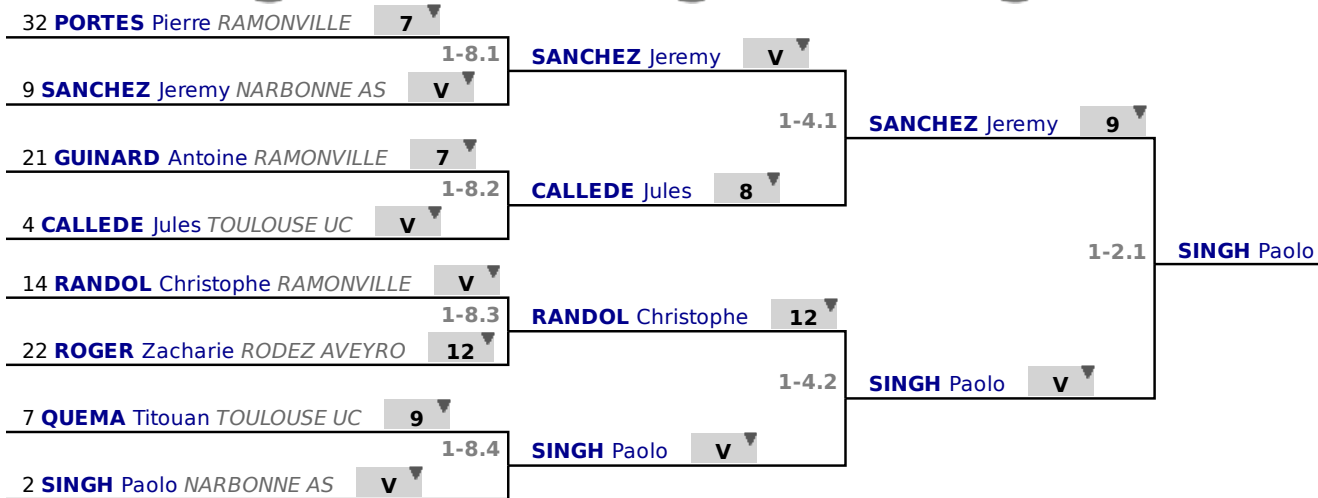 32 PORTES Pierre RAMONVILLE 7
1-8.1
9 SANCHEZ Jeremy NARBONNE AS V
SANCHEZ Jeremy V
21 GUINARD Antoine RAMONVILLE 7
1-8.2
4 CALLEDE Jules TOULOUSE UC V
CALLEDE Jules 8
1-4.1
SANCHEZ Jeremy 9
14 RANDOL Christophe RAMONVILLE V
1-8.3
22 ROGER Zacharie RODEZ AVEYRO 12
RANDOL Christophe 12
7 QUEMA Titouan TOULOUSE UC 9
1-8.4
2 SINGH Paolo NARBONNE AS V
SINGH Paolo V
1-4.2
SINGH Paolo V
1-2.1
SINGH Paolo